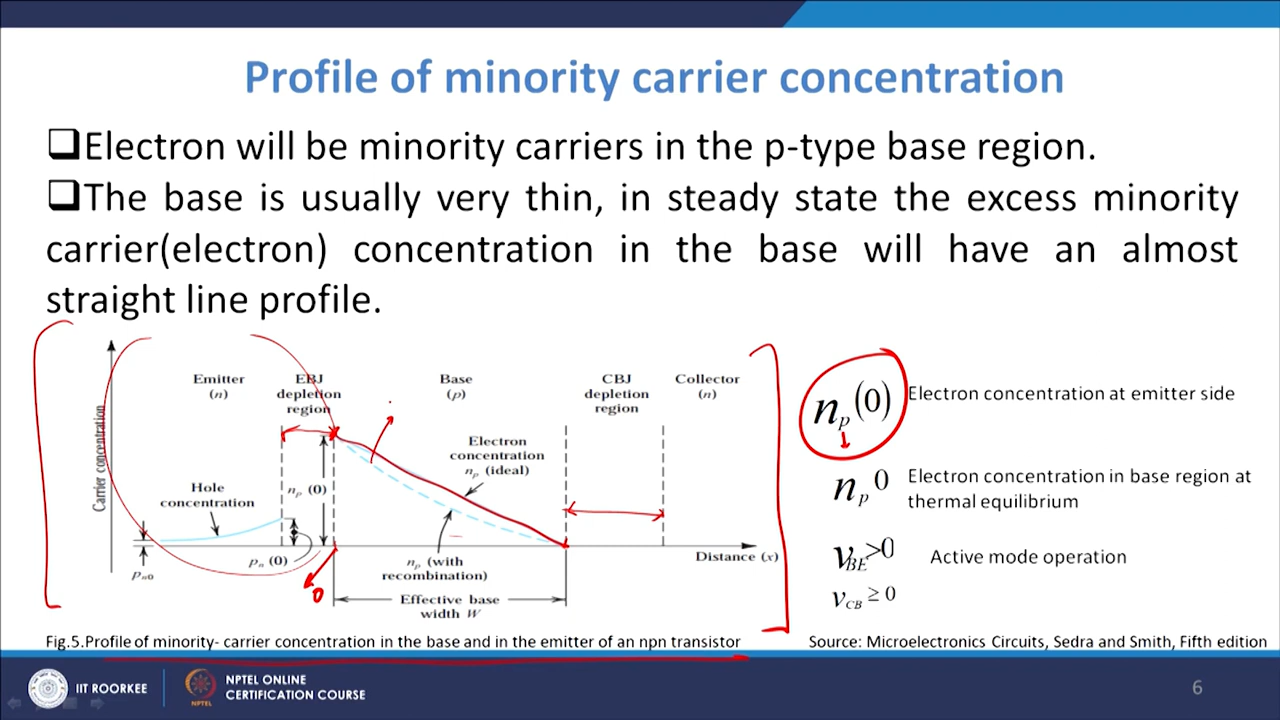 Profile of minority carrier concentration
❑Electron will be minority carriers in the p-type base region.
❑The base is usually very thin, in steady state the excess minority
carrier(electron) concentration in the base will have an almost
straight line profile.
Carrier concentration
Emitter
(n)
EBJ
depletion
region
Base
(p)
CBJ
depletion
region
Collector
(n)
Electron
concentration
nₚ (ideal)
Hole
concentration
nₚ (0)
pₙ₀
pₙ (0)
nₚ (with
recombination)
Distance (x)
0
Effective base
width W
nₚ(0) Electron concentration at emitter side
nₚ⁰ Electron concentration in base region at
thermal equilibrium
v_BE>0 Active mode operation
v_CB ≥ 0
Fig.5.Profile of minority- carrier concentration in the base and in the emitter of an npn transistor
Source: Microelectronics Circuits, Sedra and Smith, Fifth edition
IIT ROORKEE
NPTEL
NPTEL ONLINE
CERTIFICATION COURSE
6